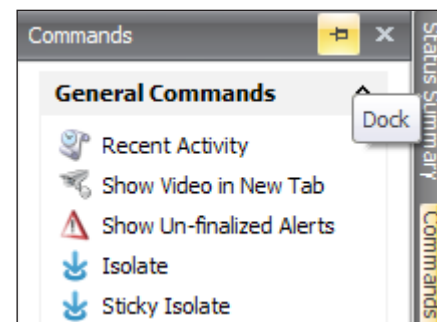 Commands
General Commands
Dock
Recent Activity
Show Video in New Tab
Show Un-finalized Alerts
Isolate
Sticky Isolate
Status Summary
Commands